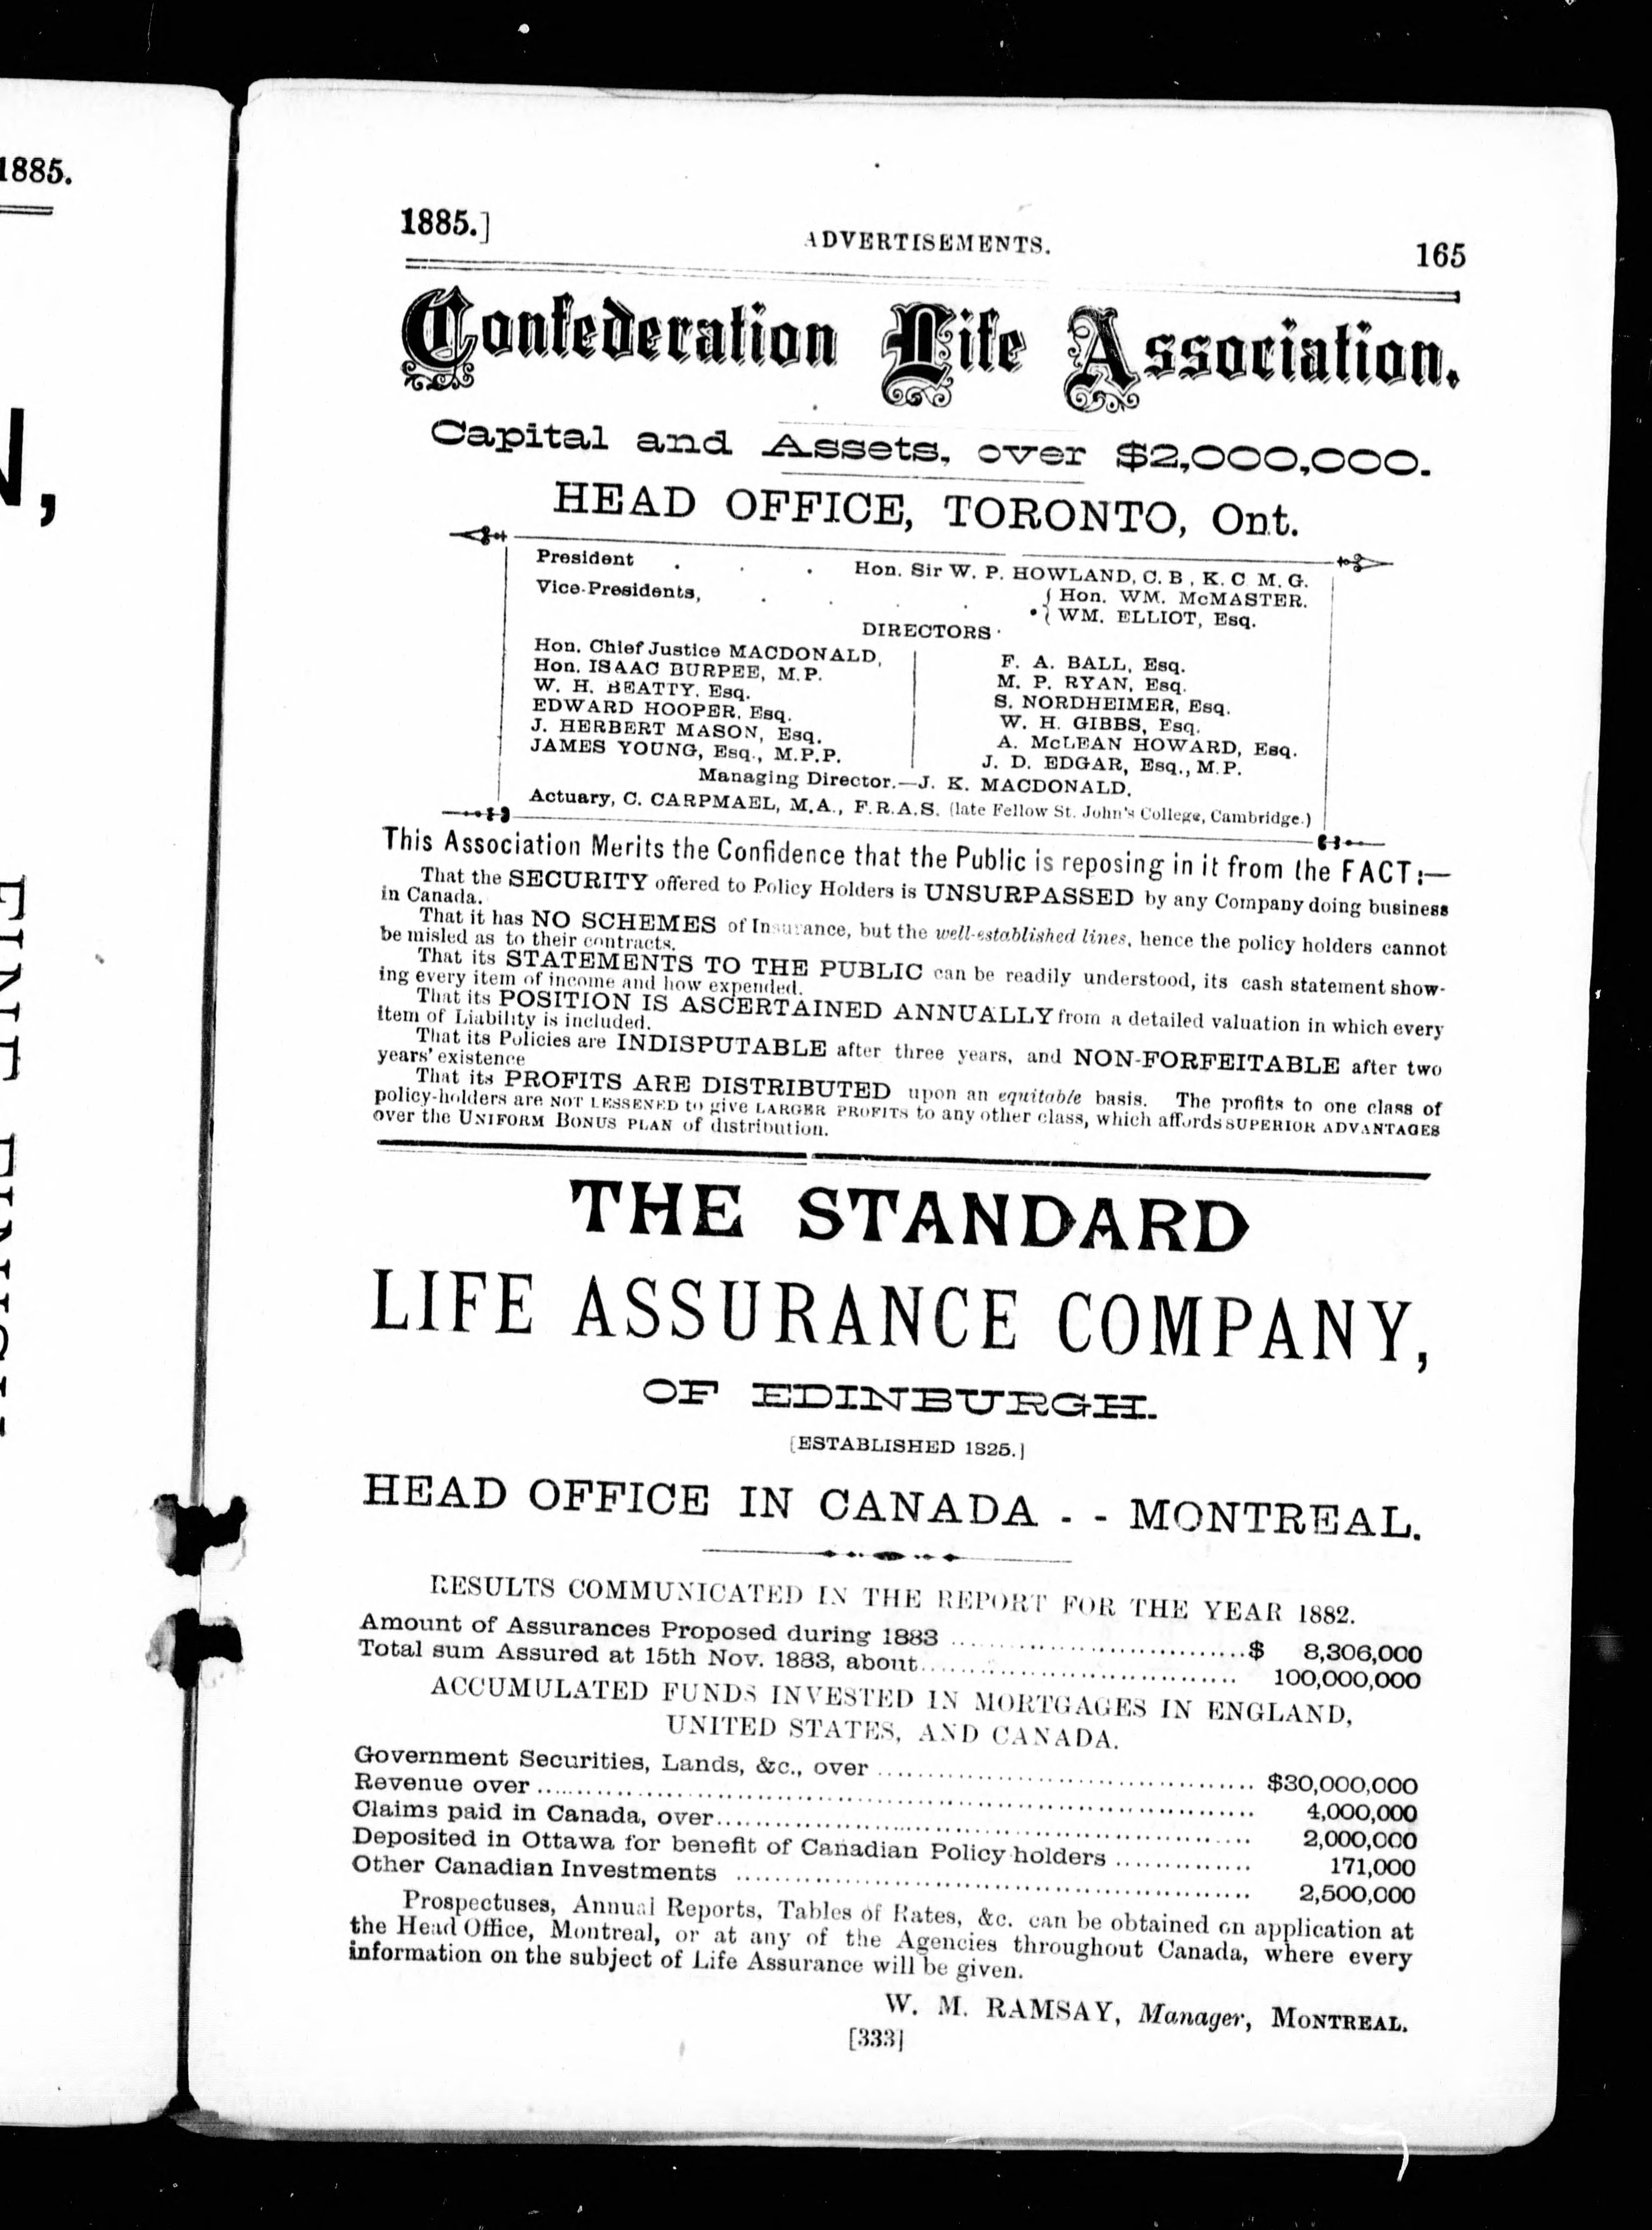 1885.
N,
1885.]
ADVERTISEMENTS.
165
Confederation Life Association.
Capital and Assets, over $2,000,000.
HEAD OFFICE, TORONTO, Ont.
President . . . Hon. Sir W. P. HOWLAND, C. B , K. C M. G.
Vice-Presidents, . . . . { Hon. WM. McMASTER.
{ WM. ELLIOT, Esq.
DIRECTORS
Hon. Chief Justice MACDONALD,
Hon. ISAAC BURPEE, M.P.
W. H. BEATTY, Esq.
EDWARD HOOPER, Esq.
J. HERBERT MASON, Esq.
JAMES YOUNG, Esq., M.P.P.
F. A. BALL, Esq.
M. P. RYAN, Esq.
S. NORDHEIMER, Esq.
W. H. GIBBS, Esq.
A. McLEAN HOWARD, Esq.
J. D. EDGAR, Esq., M.P.
Managing Director.—J. K. MACDONALD.
Actuary, C. CARPMAEL, M.A., F.R.A.S. (late Fellow St. John's College, Cambridge.)
This Association Merits the Confidence that the Public is reposing in it from the FACT:—
That the SECURITY offered to Policy Holders is UNSURPASSED by any Company doing business
in Canada.
That it has NO SCHEMES of Insurance, but the well-established lines, hence the policy holders cannot
be misled as to their contracts.
That its STATEMENTS TO THE PUBLIC can be readily understood, its cash statement show-
ing every item of income and how expended.
That its POSITION IS ASCERTAINED ANNUALLY from a detailed valuation in which every
item of Liability is included.
That its Policies are INDISPUTABLE after three years, and NON-FORFEITABLE after two
years' existence
That its PROFITS ARE DISTRIBUTED upon an equitable basis. The profits to one class of
policy-holders are NOT LESSENED to give LARGER PROFITS to any other class, which affords SUPERIOR ADVANTAGES
over the UNIFORM BONUS PLAN of distribution.
THE STANDARD
LIFE ASSURANCE COMPANY,
OF EDINBURGH.
[ESTABLISHED 1825.]
HEAD OFFICE IN CANADA - - MONTREAL.
RESULTS COMMUNICATED IN THE REPORT FOR THE YEAR 1882.
Amount of Assurances Proposed during 1883 ........ $ 8,306,000
Total sum Assured at 15th Nov. 1883, about........ 100,000,000
ACCUMULATED FUNDS INVESTED IN MORTGAGES IN ENGLAND,
UNITED STATES, AND CANADA.
Government Securities, Lands, &c., over ........ $30,000,000
Revenue over ........ 4,000,000
Claims paid in Canada, over........ 2,000,000
Deposited in Ottawa for benefit of Canadian Policy holders ........ 171,000
Other Canadian Investments ........ 2,500,000
Prospectuses, Annual Reports, Tables of Rates, &c. can be obtained on application at
the Head Office, Montreal, or at any of the Agencies throughout Canada, where every
information on the subject of Life Assurance will be given.
W. M. RAMSAY, Manager, MONTREAL.
[333]